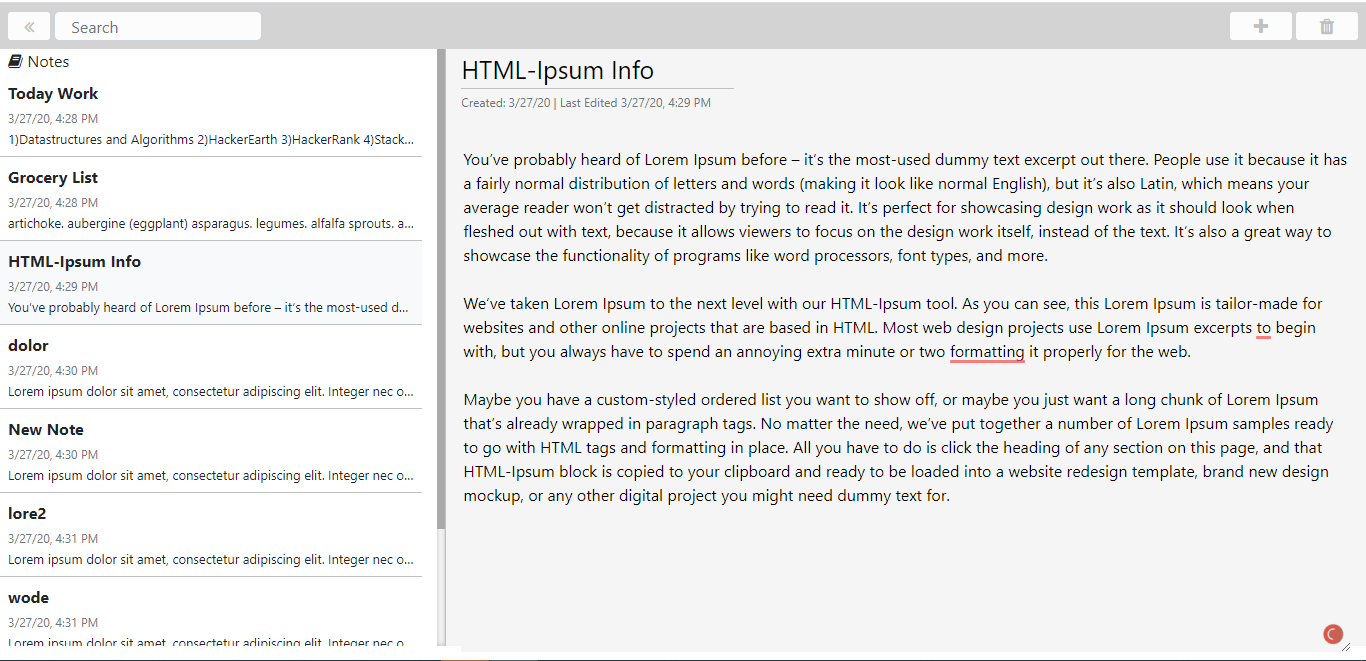 «
Search
Notes
Today Work
3/27/20, 4:28 PM
1)Datastructures and Algorithms 2)HackerEarth 3)HackerRank 4)Stack...
Grocery List
3/27/20, 4:28 PM
artichoke. aubergine (eggplant) asparagus. legumes. alfalfa sprouts. a...
HTML-Ipsum Info
3/27/20, 4:29 PM
You’ve probably heard of Lorem Ipsum before – it’s the most-used d...
dolor
3/27/20, 4:30 PM
Lorem ipsum dolor sit amet, consectetur adipiscing elit. Integer nec o...
New Note
3/27/20, 4:30 PM
Lorem ipsum dolor sit amet, consectetur adipiscing elit. Integer nec o...
lore2
3/27/20, 4:31 PM
Lorem ipsum dolor sit amet, consectetur adipiscing elit. Integer nec o...
wode
3/27/20, 4:31 PM
Lorem ipsum dolor sit amet, consectetur adipiscing elit. Integer nec o...
HTML-Ipsum Info
Created: 3/27/20 | Last Edited 3/27/20, 4:29 PM
You’ve probably heard of Lorem Ipsum before – it’s the most-used dummy text excerpt out there. People use it because it has
a fairly normal distribution of letters and words (making it look like normal English), but it’s also Latin, which means your
average reader won’t get distracted by trying to read it. It’s perfect for showcasing design work as it should look when
fleshed out with text, because it allows viewers to focus on the design work itself, instead of the text. It’s also a great way to
showcase the functionality of programs like word processors, font types, and more.
We’ve taken Lorem Ipsum to the next level with our HTML-Ipsum tool. As you can see, this Lorem Ipsum is tailor-made for
websites and other online projects that are based in HTML. Most web design projects use Lorem Ipsum excerpts to begin
with, but you always have to spend an annoying extra minute or two formatting it properly for the web.
Maybe you have a custom-styled ordered list you want to show off, or maybe you just want a long chunk of Lorem Ipsum
that’s already wrapped in paragraph tags. No matter the need, we’ve put together a number of Lorem Ipsum samples ready
to go with HTML tags and formatting in place. All you have to do is click the heading of any section on this page, and that
HTML-Ipsum block is copied to your clipboard and ready to be loaded into a website redesign template, brand new design
mockup, or any other digital project you might need dummy text for.